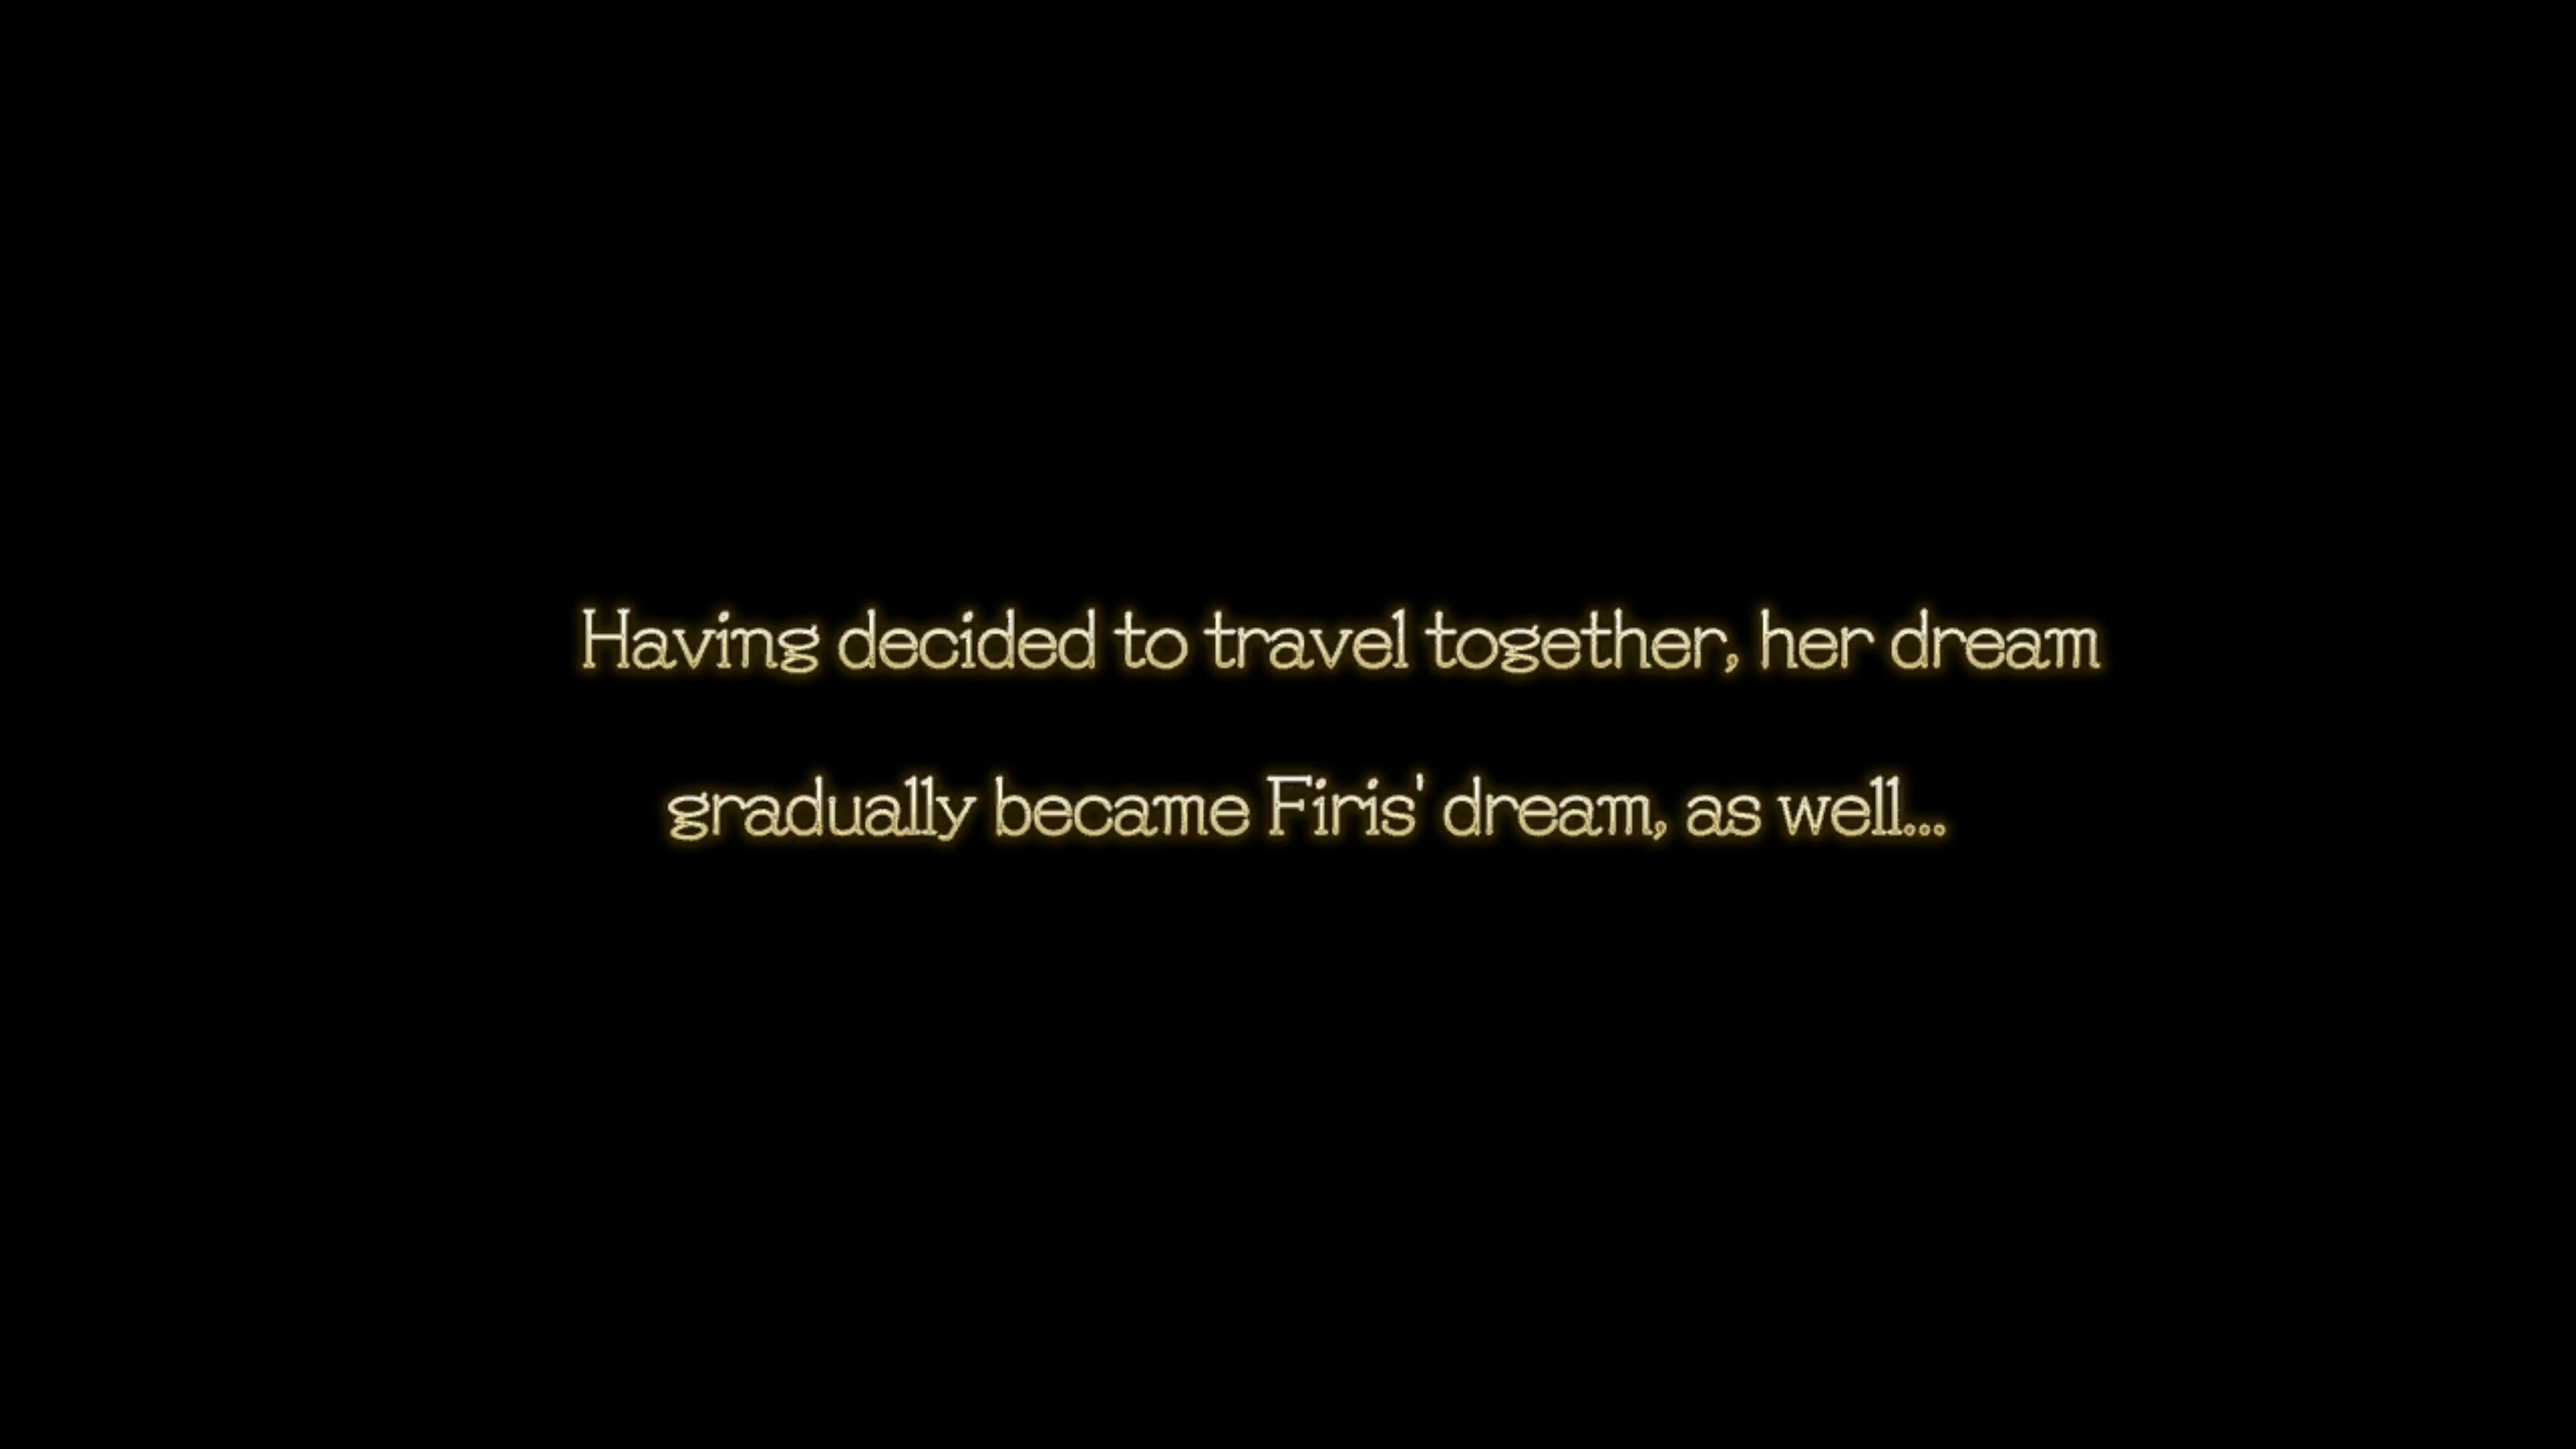 Having decided to travel together, her dream
gradually became Firis' dream, as well...